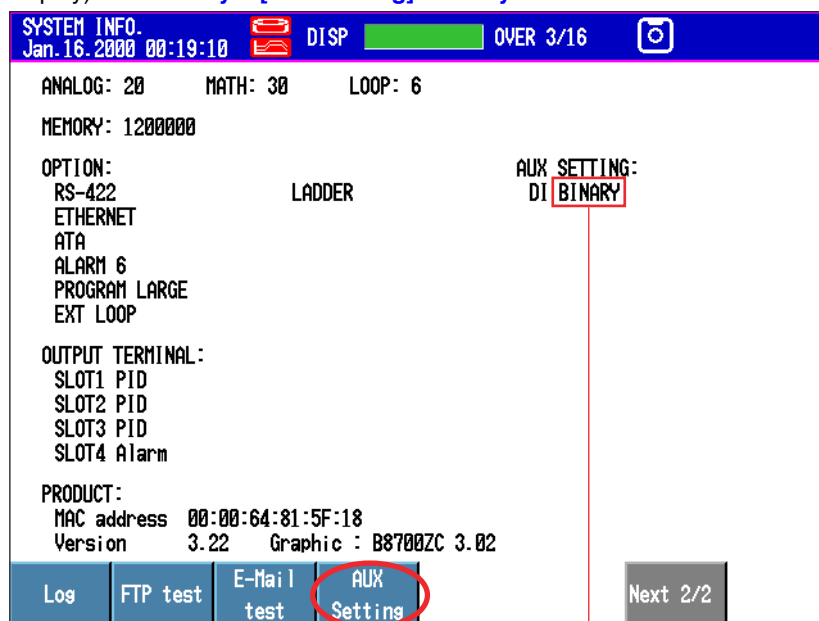 SYSTEM INFO.
Jan.16.2000 00:19:10 DISP OVER 3/16
ANALOG: 20 MATH: 30 LOOP: 6
MEMORY: 1200000
OPTION: AUX SETTING:
RS-422 LADDER DI BINARY
ETHERNET
ATA
ALARM 6
PROGRAM LARGE
EXT LOOP
OUTPUT TERMINAL:
SLOT1 PID
SLOT2 PID
SLOT3 PID
SLOT4 Alarm
PRODUCT:
MAC address 00:00:64:81:5F:18
Version 3.22 Graphic : B8700ZC 3.02
Log FTP test E-Mail test AUX Setting Next 2/2